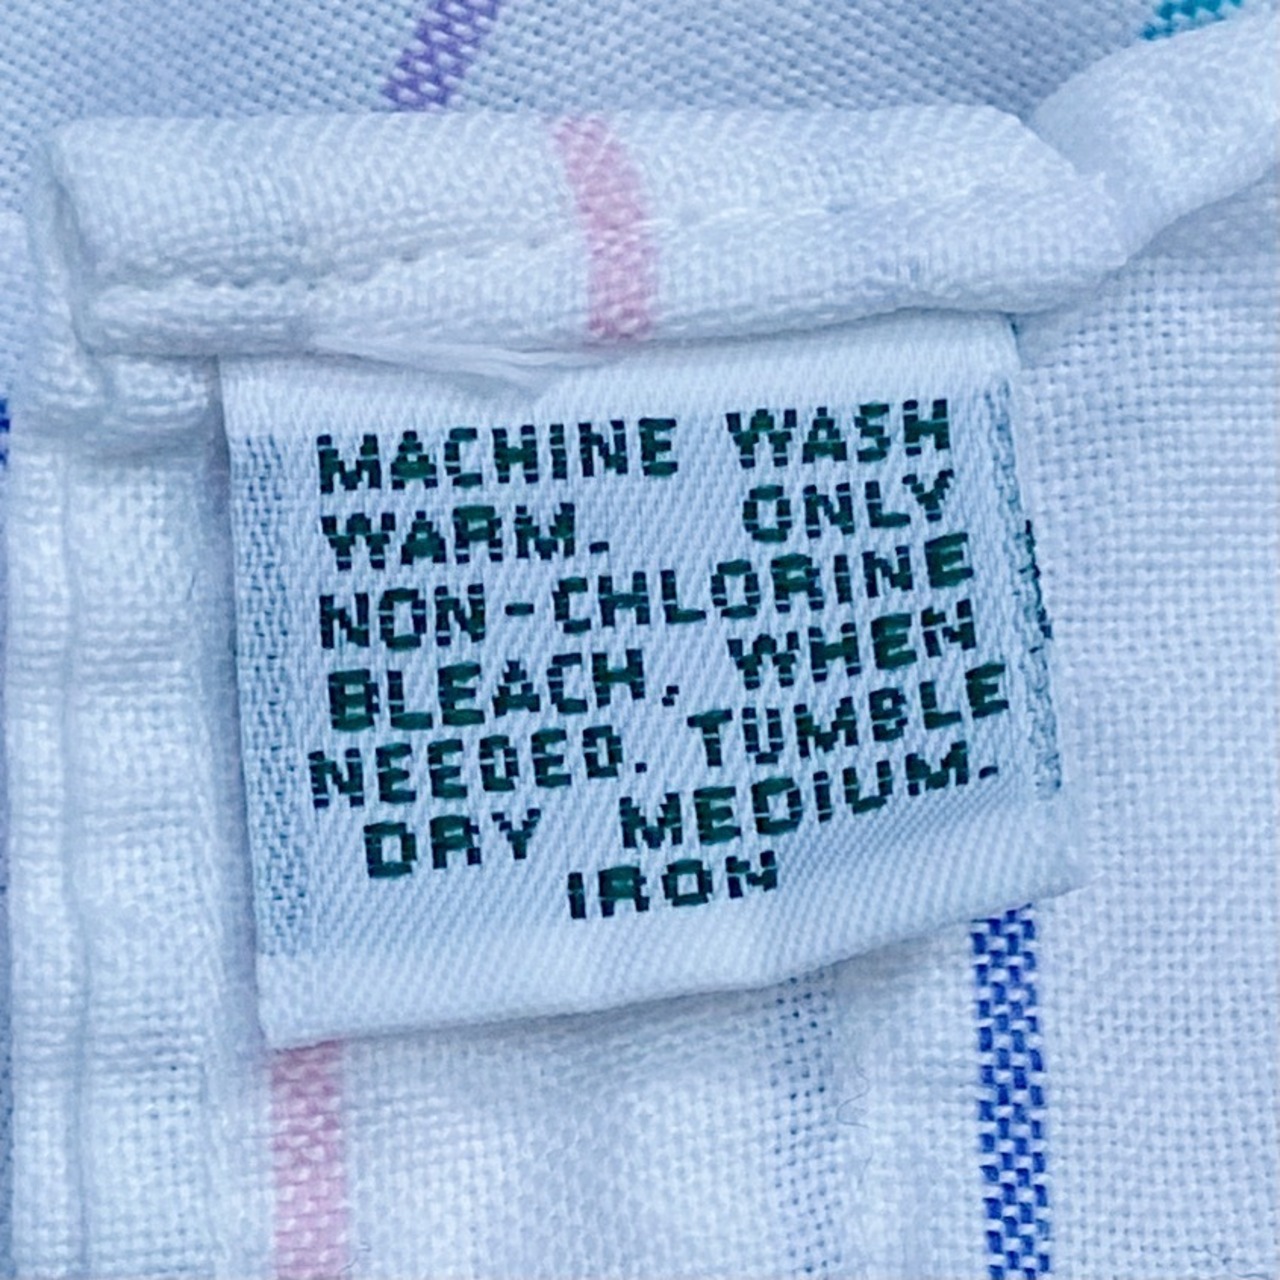 MACHINE WASH
WARM. ONLY
NON-CHLORINE
BLEACH, WHEN
NEEDED. TUMBLE
DRY MEDIUM.
IRON